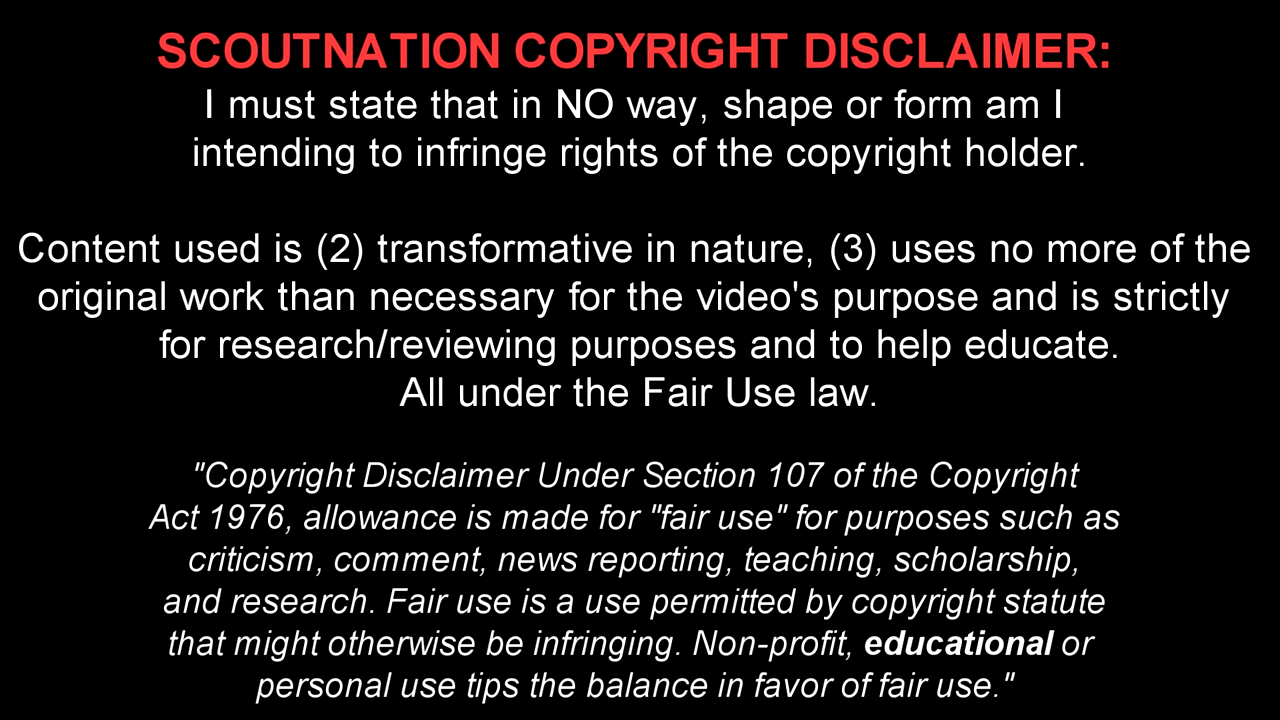 SCOUTNATION COPYRIGHT DISCLAIMER:
I must state that in NO way, shape or form am I
intending to infringe rights of the copyright holder.
Content used is (2) transformative in nature, (3) uses no more of the
original work than necessary for the video's purpose and is strictly
for research/reviewing purposes and to help educate.
All under the Fair Use law.
"Copyright Disclaimer Under Section 107 of the Copyright
Act 1976, allowance is made for "fair use" for purposes such as
criticism, comment, news reporting, teaching, scholarship,
and research. Fair use is a use permitted by copyright statute
that might otherwise be infringing. Non-profit, educational or
personal use tips the balance in favor of fair use."